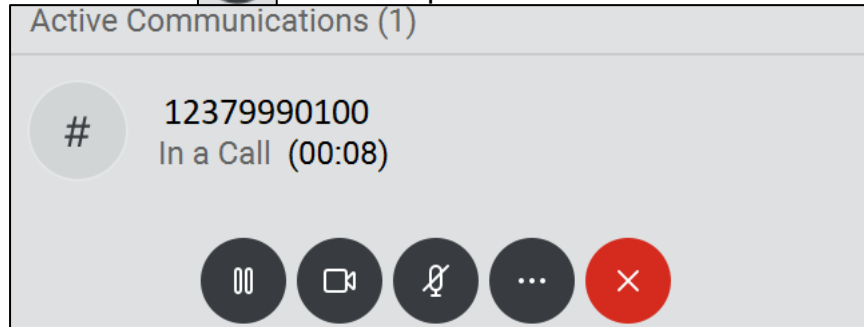 Active Communications (1)
#
12379990100
In a Call (00:08)